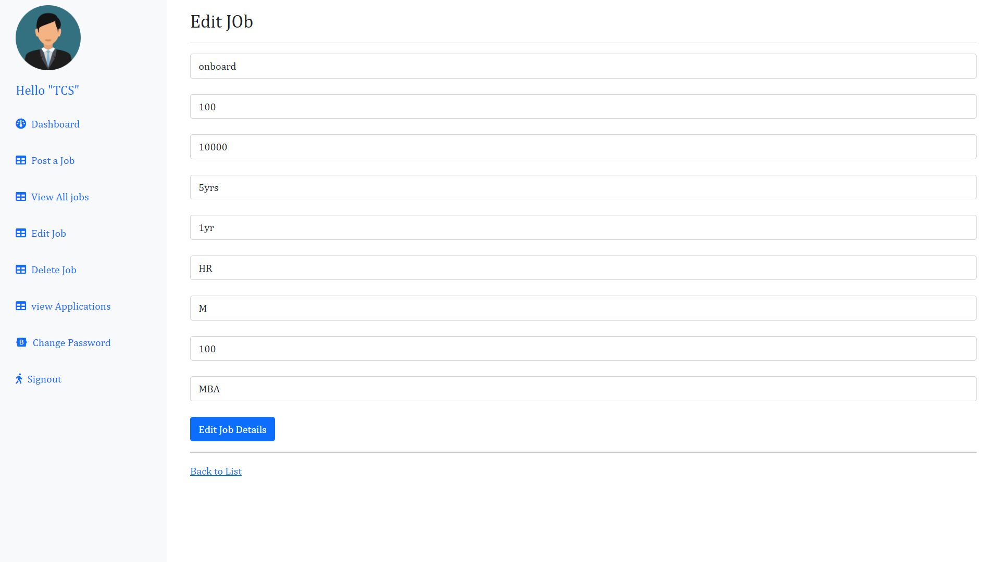 Hello "TCS"
Dashboard
Post a Job
View All jobs
Edit Job
Delete Job
view Applications
B Change Password
Signout
Edit JOb
onboard
100
10000
5yrs
1yr
HR
M
100
MBA
Edit Job Details
Back to List